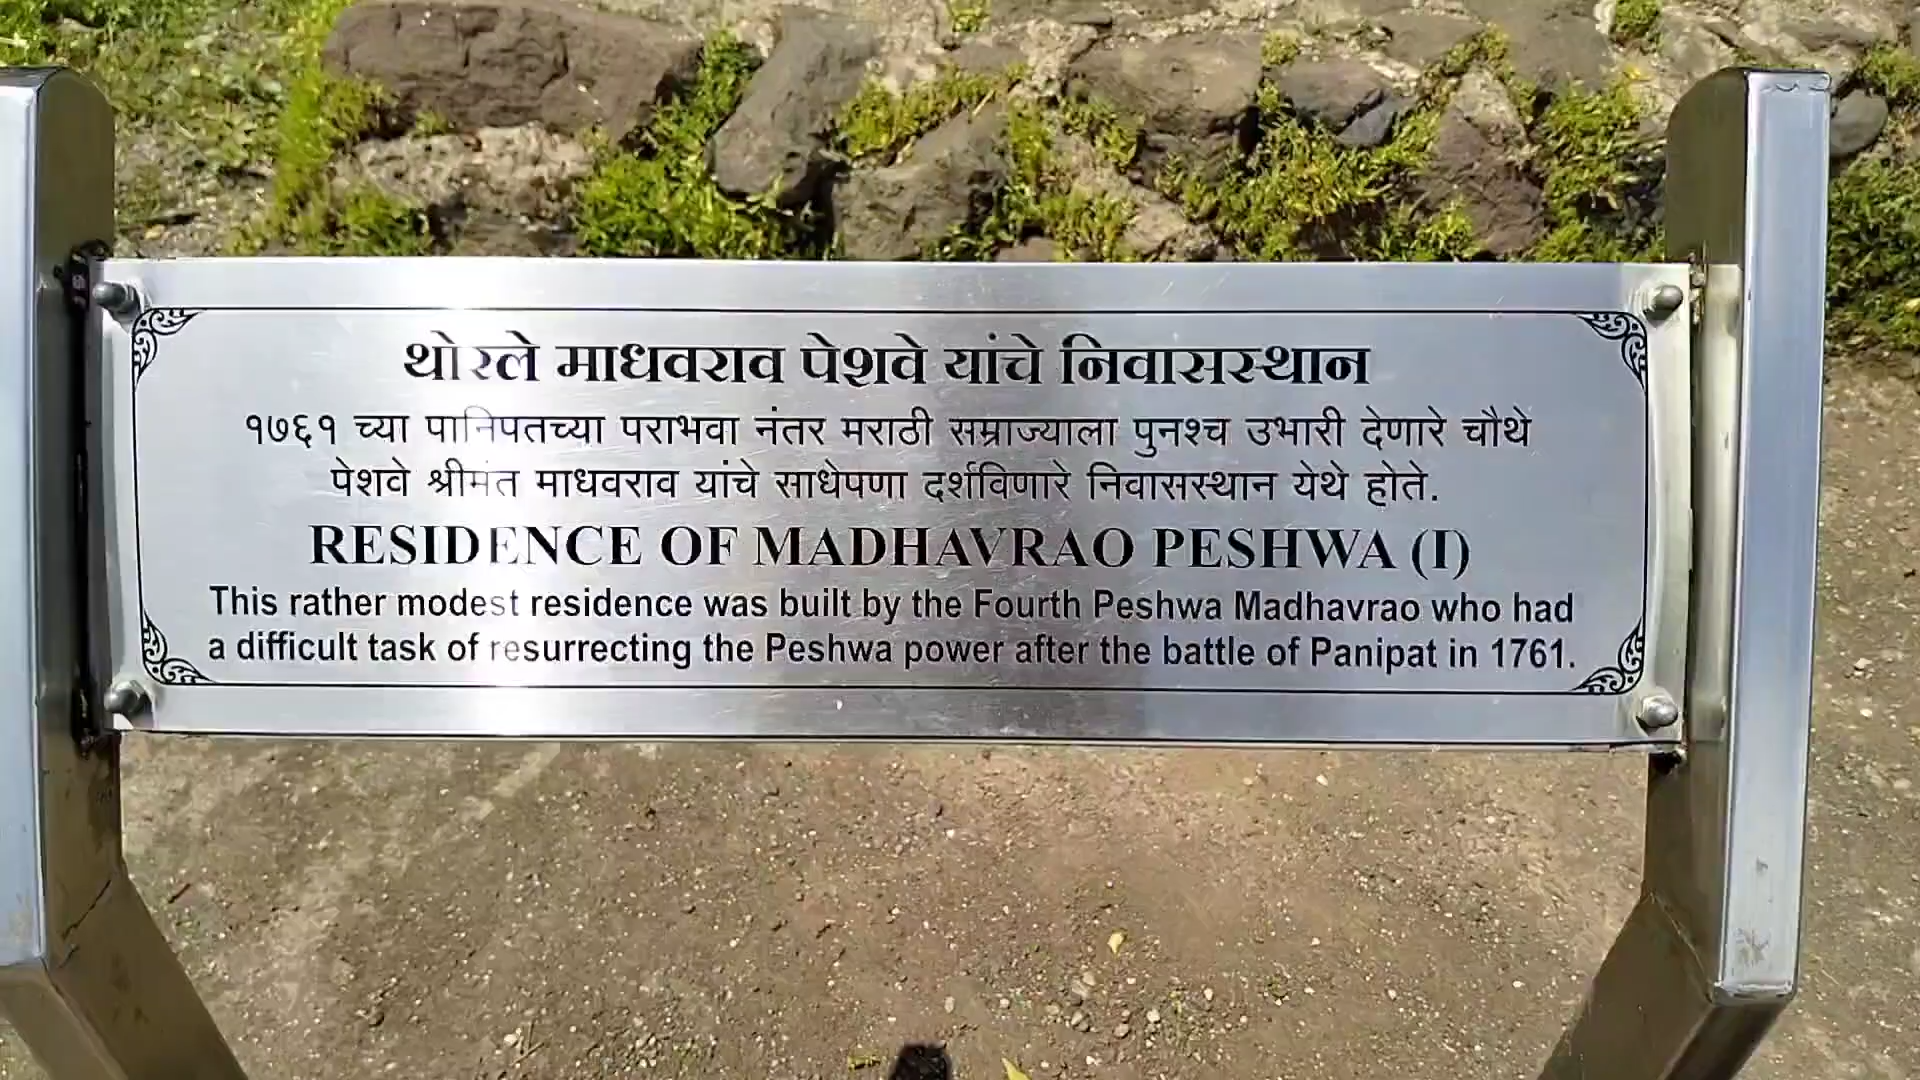 थोरले माधवराव पेशवे यांचे निवासस्थान
१७६१ च्या पानिपतच्या पराभवा नंतर मराठी सम्राज्याला पुनश्च उभारी देणारे चौथे
पेशवे श्रीमंत माधवराव यांचे साधेपणा दर्शविणारे निवासस्थान येथे होते.
RESIDENCE OF MADHAVRAO PESHWA (I)
This rather modest residence was built by the Fourth Peshwa Madhavrao who had
a difficult task of resurrecting the Peshwa power after the battle of Panipat in 1761.